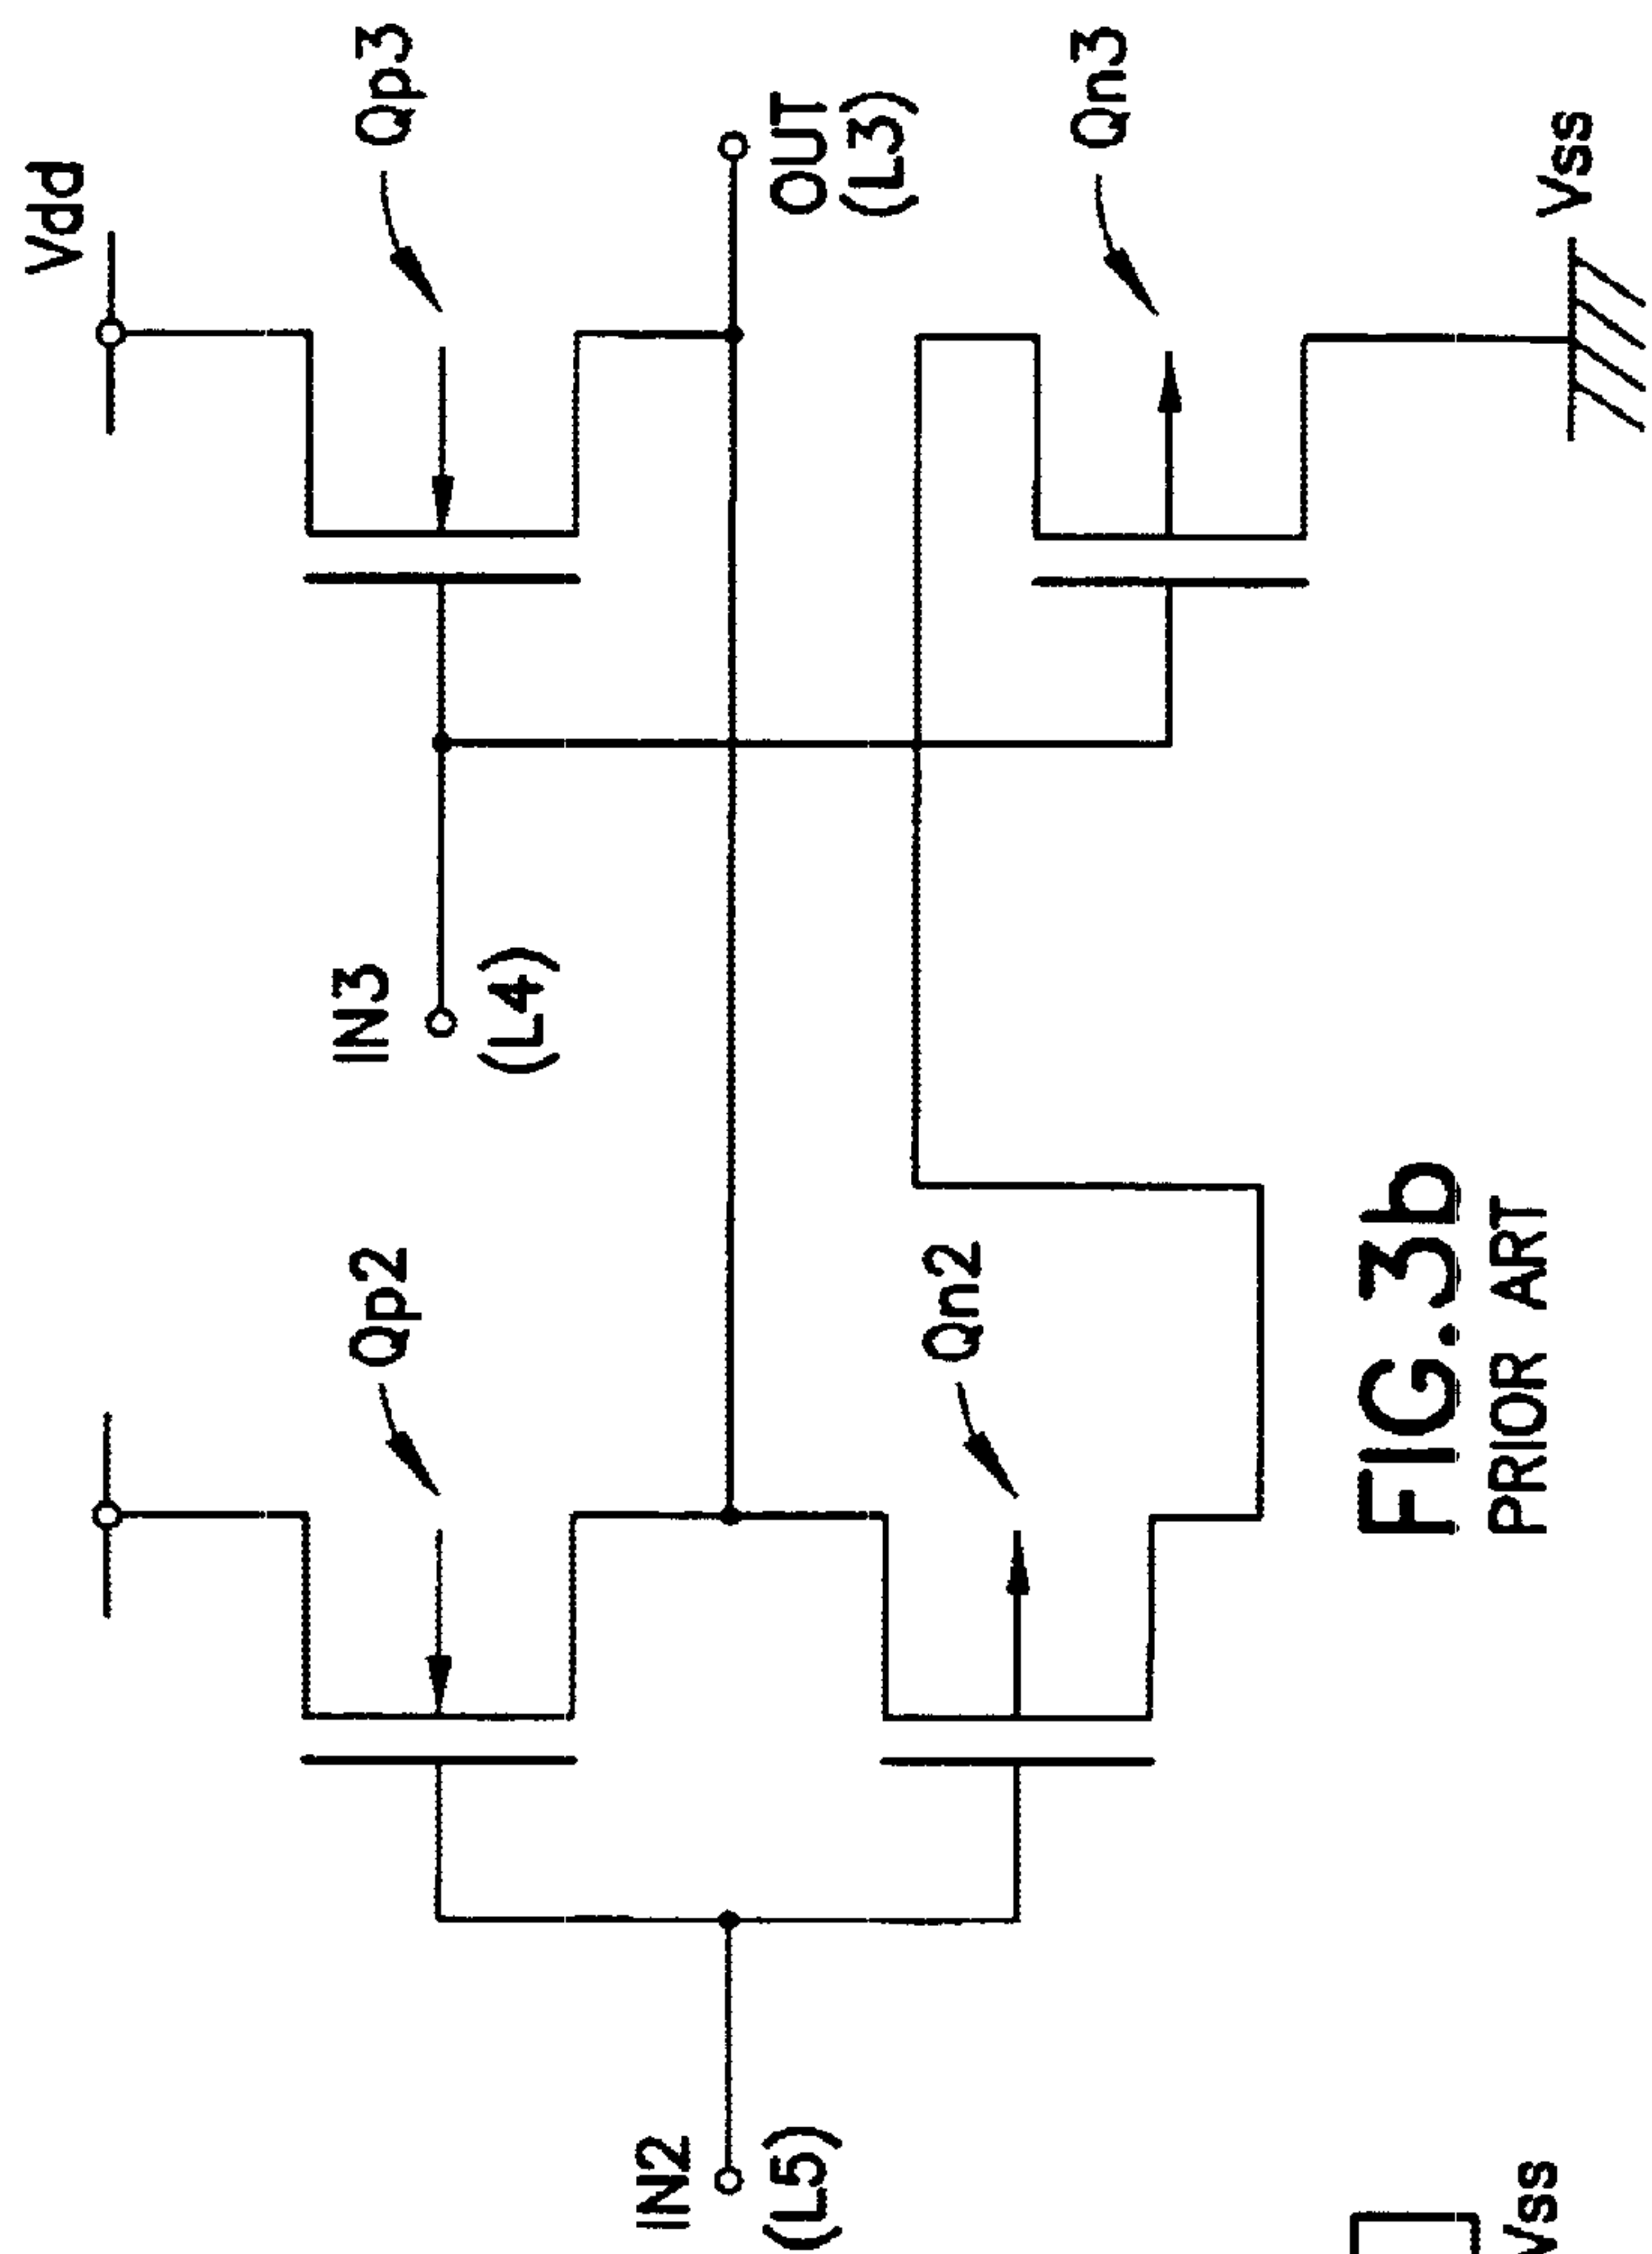 Vdd
Qp3
OUT
(L3)
Qn3
Vss
IN3
(L4)
Qp2
Qn2
IN2
(L5)
FIG.3b
PRIOR ART
Vss